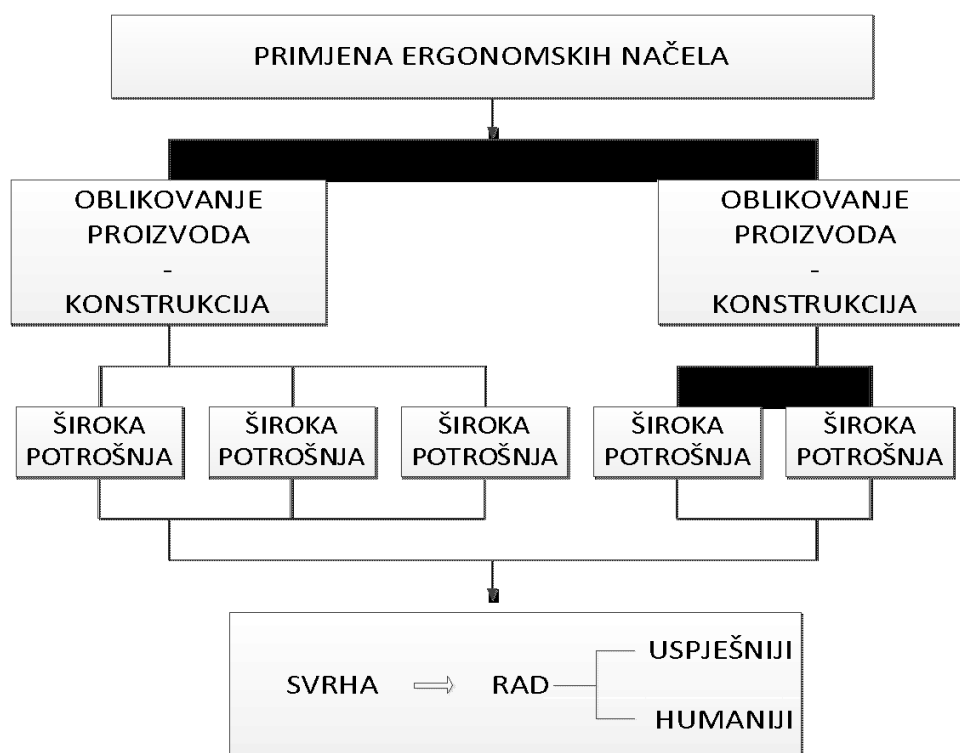 PRIMJENA ERGONOMSKIH NAČELA
OBLIKOVANJE
PROIZVODA
-
KONSTRUKCIJA
OBLIKOVANJE
PROIZVODA
-
KONSTRUKCIJA
ŠIROKA
POTROŠNJA
ŠIROKA
POTROŠNJA
ŠIROKA
POTROŠNJA
ŠIROKA
POTROŠNJA
ŠIROKA
POTROŠNJA
SVRHA ⇒ RAD
USPJEŠNIJI
HUMANIJI